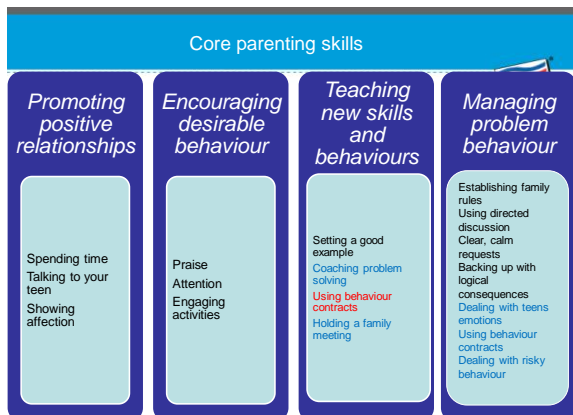 Core parenting skills
Promoting
positive
relationships
Spending time
Talking to your
teen
Showing
affection
Encouraging
desirable
behaviour
Praise
Attention
Engaging
activities
Teaching
new skills
and
behaviours
Setting a good
example
Coaching problem
solving
Using behaviour
contracts
Holding a family
meeting
Managing
problem
behaviour
Establishing family
rules
Using directed
discussion
Clear, calm
requests
Backing up with
logical
consequences
Dealing with teens
emotions
Using behaviour
contracts
Dealing with risky
behaviour